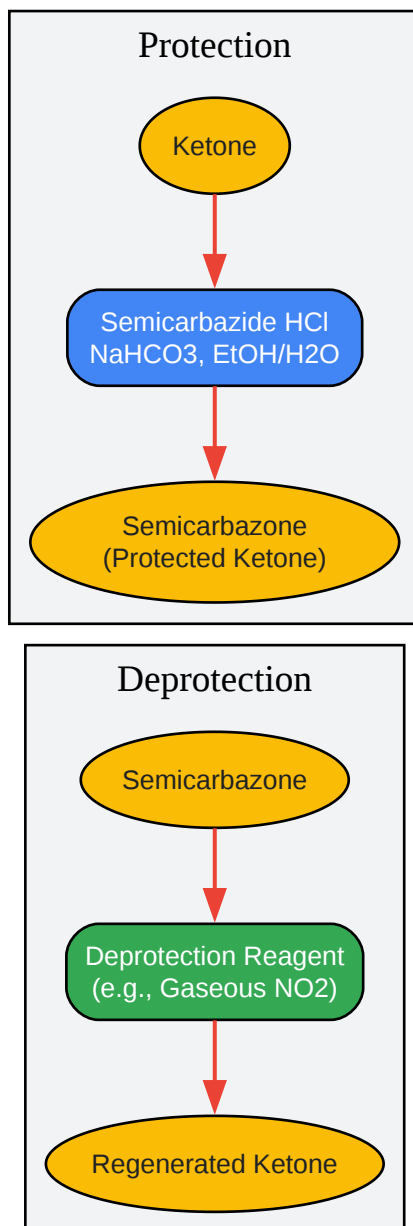 Protection
Ketone
Semicarbazide HCl
NaHCO3, EtOH/H2O
Semicarbazone
(Protected Ketone)
Deprotection
Semicarbazone
Deprotection Reagent
(e.g., Gaseous NO2)
Regenerated Ketone